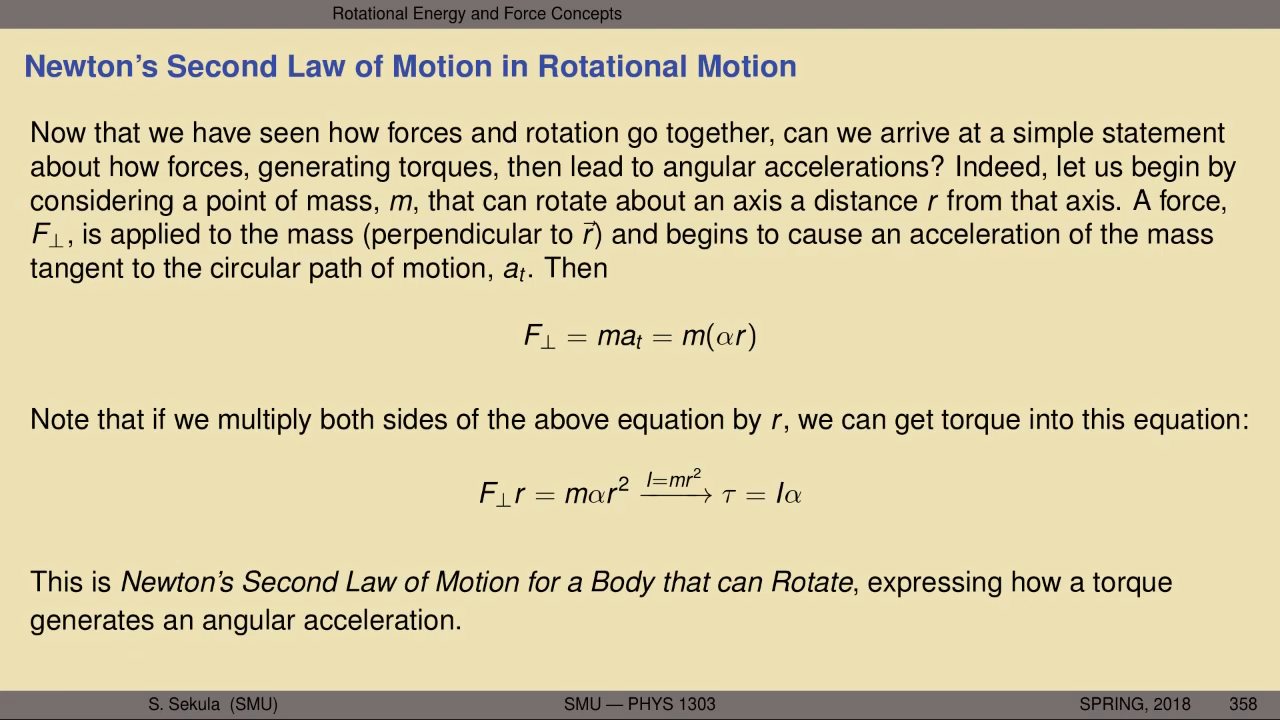 Rotational Energy and Force Concepts
Newton's Second Law of Motion in Rotational Motion
Now that we have seen how forces and rotation go together, can we arrive at a simple statement
about how forces, generating torques, then lead to angular accelerations? Indeed, let us begin by
considering a point of mass, m, that can rotate about an axis a distance r from that axis. A force,
F⊥, is applied to the mass (perpendicular to r⃗) and begins to cause an acceleration of the mass
tangent to the circular path of motion, aₜ. Then
F⊥ = maₜ = m(αr)
Note that if we multiply both sides of the above equation by r, we can get torque into this equation:
F⊥r = mαr² —I=mr²→ τ = Iα
This is Newton's Second Law of Motion for a Body that can Rotate, expressing how a torque
generates an angular acceleration.
S. Sekula (SMU) SMU — PHYS 1303 SPRING, 2018 358